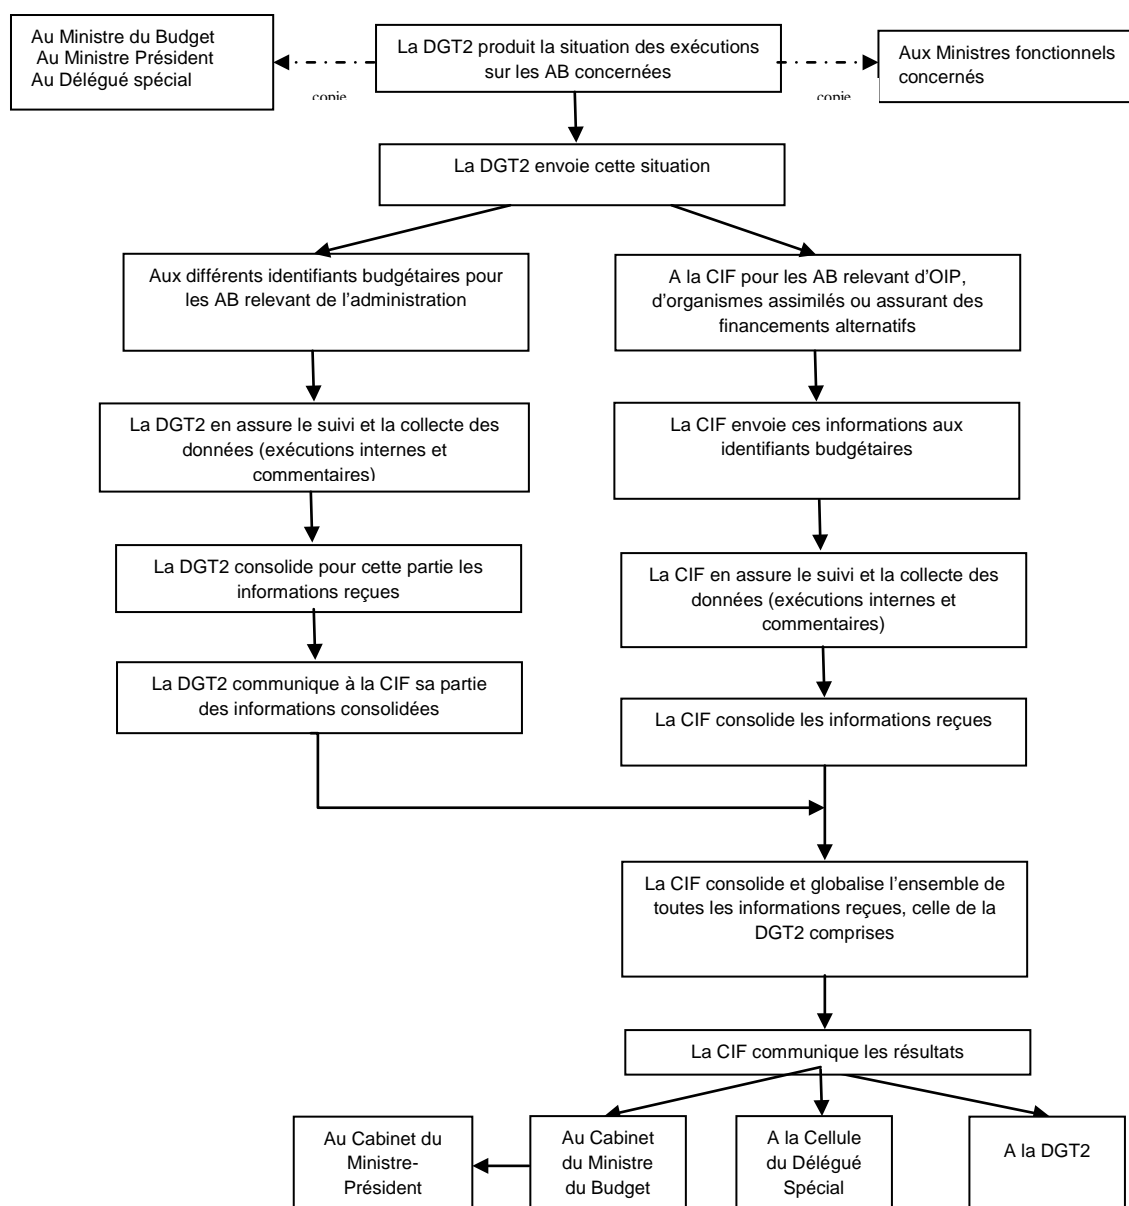 Au Ministre du Budget
Au Ministre Président
Au Délégué spécial
La DGT2 produit la situation des exécutions
sur les AB concernées
Aux Ministres fonctionnels
concernés
copie
copie
La DGT2 envoie cette situation
Aux différents identifiants budgétaires pour
les AB relevant de l'administration
A la CIF pour les AB relevant d'OIP,
d'organismes assimilés ou assurant des
financements alternatifs
La DGT2 en assure le suivi et la collecte des
données (exécutions internes et
commentaires)
La CIF envoie ces informations aux
identifiants budgétaires
La DGT2 consolide pour cette partie les
informations reçues
La CIF en assure le suivi et la collecte des
données (exécutions internes et
commentaires)
La DGT2 communique à la CIF sa partie
des informations consolidées
La CIF consolide les informations reçues
La CIF consolide et globalise l'ensemble de
toutes les informations reçues, celle de la
DGT2 comprises
La CIF communique les résultats
Au Cabinet du
Ministre-
Président
Au Cabinet
du Ministre
du Budget
A la Cellule
du Délégué
Spécial
A la DGT2